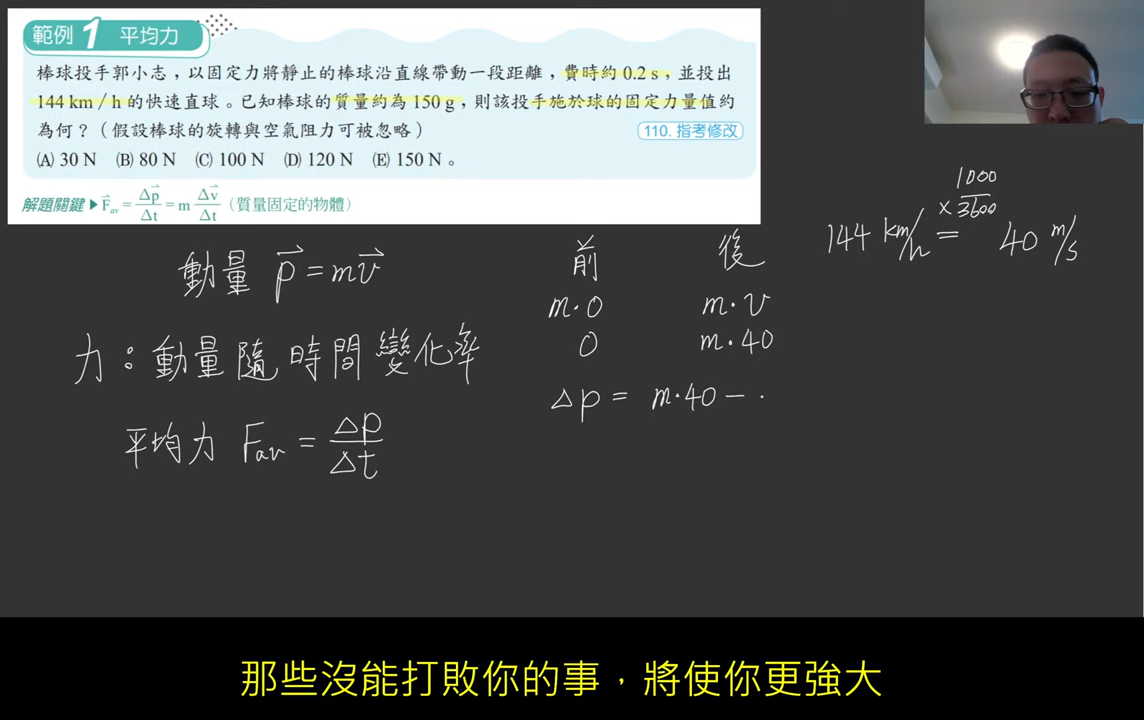 範例 1 平均力
棒球投手郭小志，以固定力將靜止的棒球沿直線帶動一段距離，費時約 0.2 s，並投出
144 km / h 的快速直球。已知棒球的質量約為 150 g，則該投手施於球的固定力量值約
為何？（假設棒球的旋轉與空氣阻力可被忽略）
110. 指考修改
(A) 30 N (B) 80 N (C) 100 N (D) 120 N (E) 150 N。
解題關鍵▶F⃗av = Δp⃗/Δt = m Δv⃗/Δt（質量固定的物體）
144 km/h = × 1000/3600 40 m/s
動量 p⃗ = mv⃗
力：動量隨時間變化率
平均力 Fav = Δp/Δt
前 後
m·0 m·v
0 m·40
Δp = m·40 −
那些沒能打敗你的事，將使你更強大